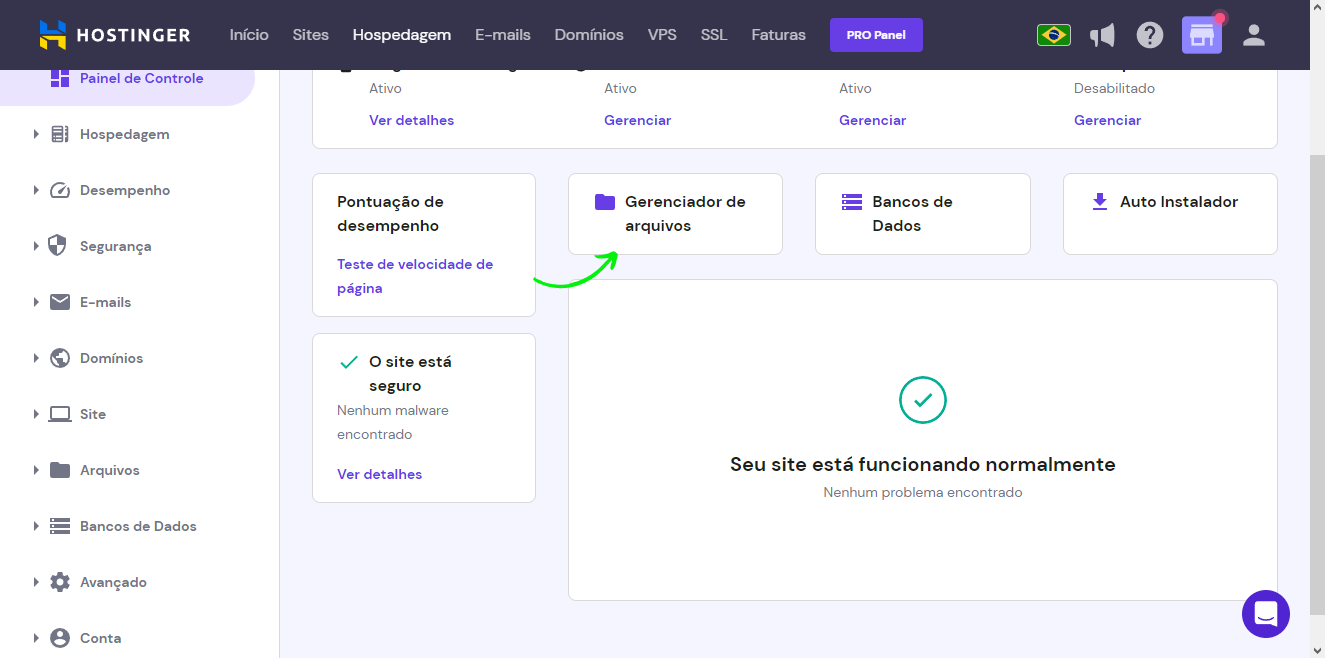 HOSTINGER
Início
Sites
Hospedagem
E-mails
Domínios
VPS
SSL
Faturas
PRO Panel
Painel de Controle
Hospedagem
Desempenho
Segurança
E-mails
Domínios
Site
Arquivos
Bancos de Dados
Avançado
Conta
Ativo
Ver detalhes
Ativo
Gerenciar
Ativo
Gerenciar
Desabilitado
Gerenciar
Pontuação de
desempenho
Teste de velocidade de
página
Gerenciador de
arquivos
Bancos de
Dados
Auto Instalador
O site está
seguro
Nenhum malware
encontrado
Ver detalhes
Seu site está funcionando normalmente
Nenhum problema encontrado